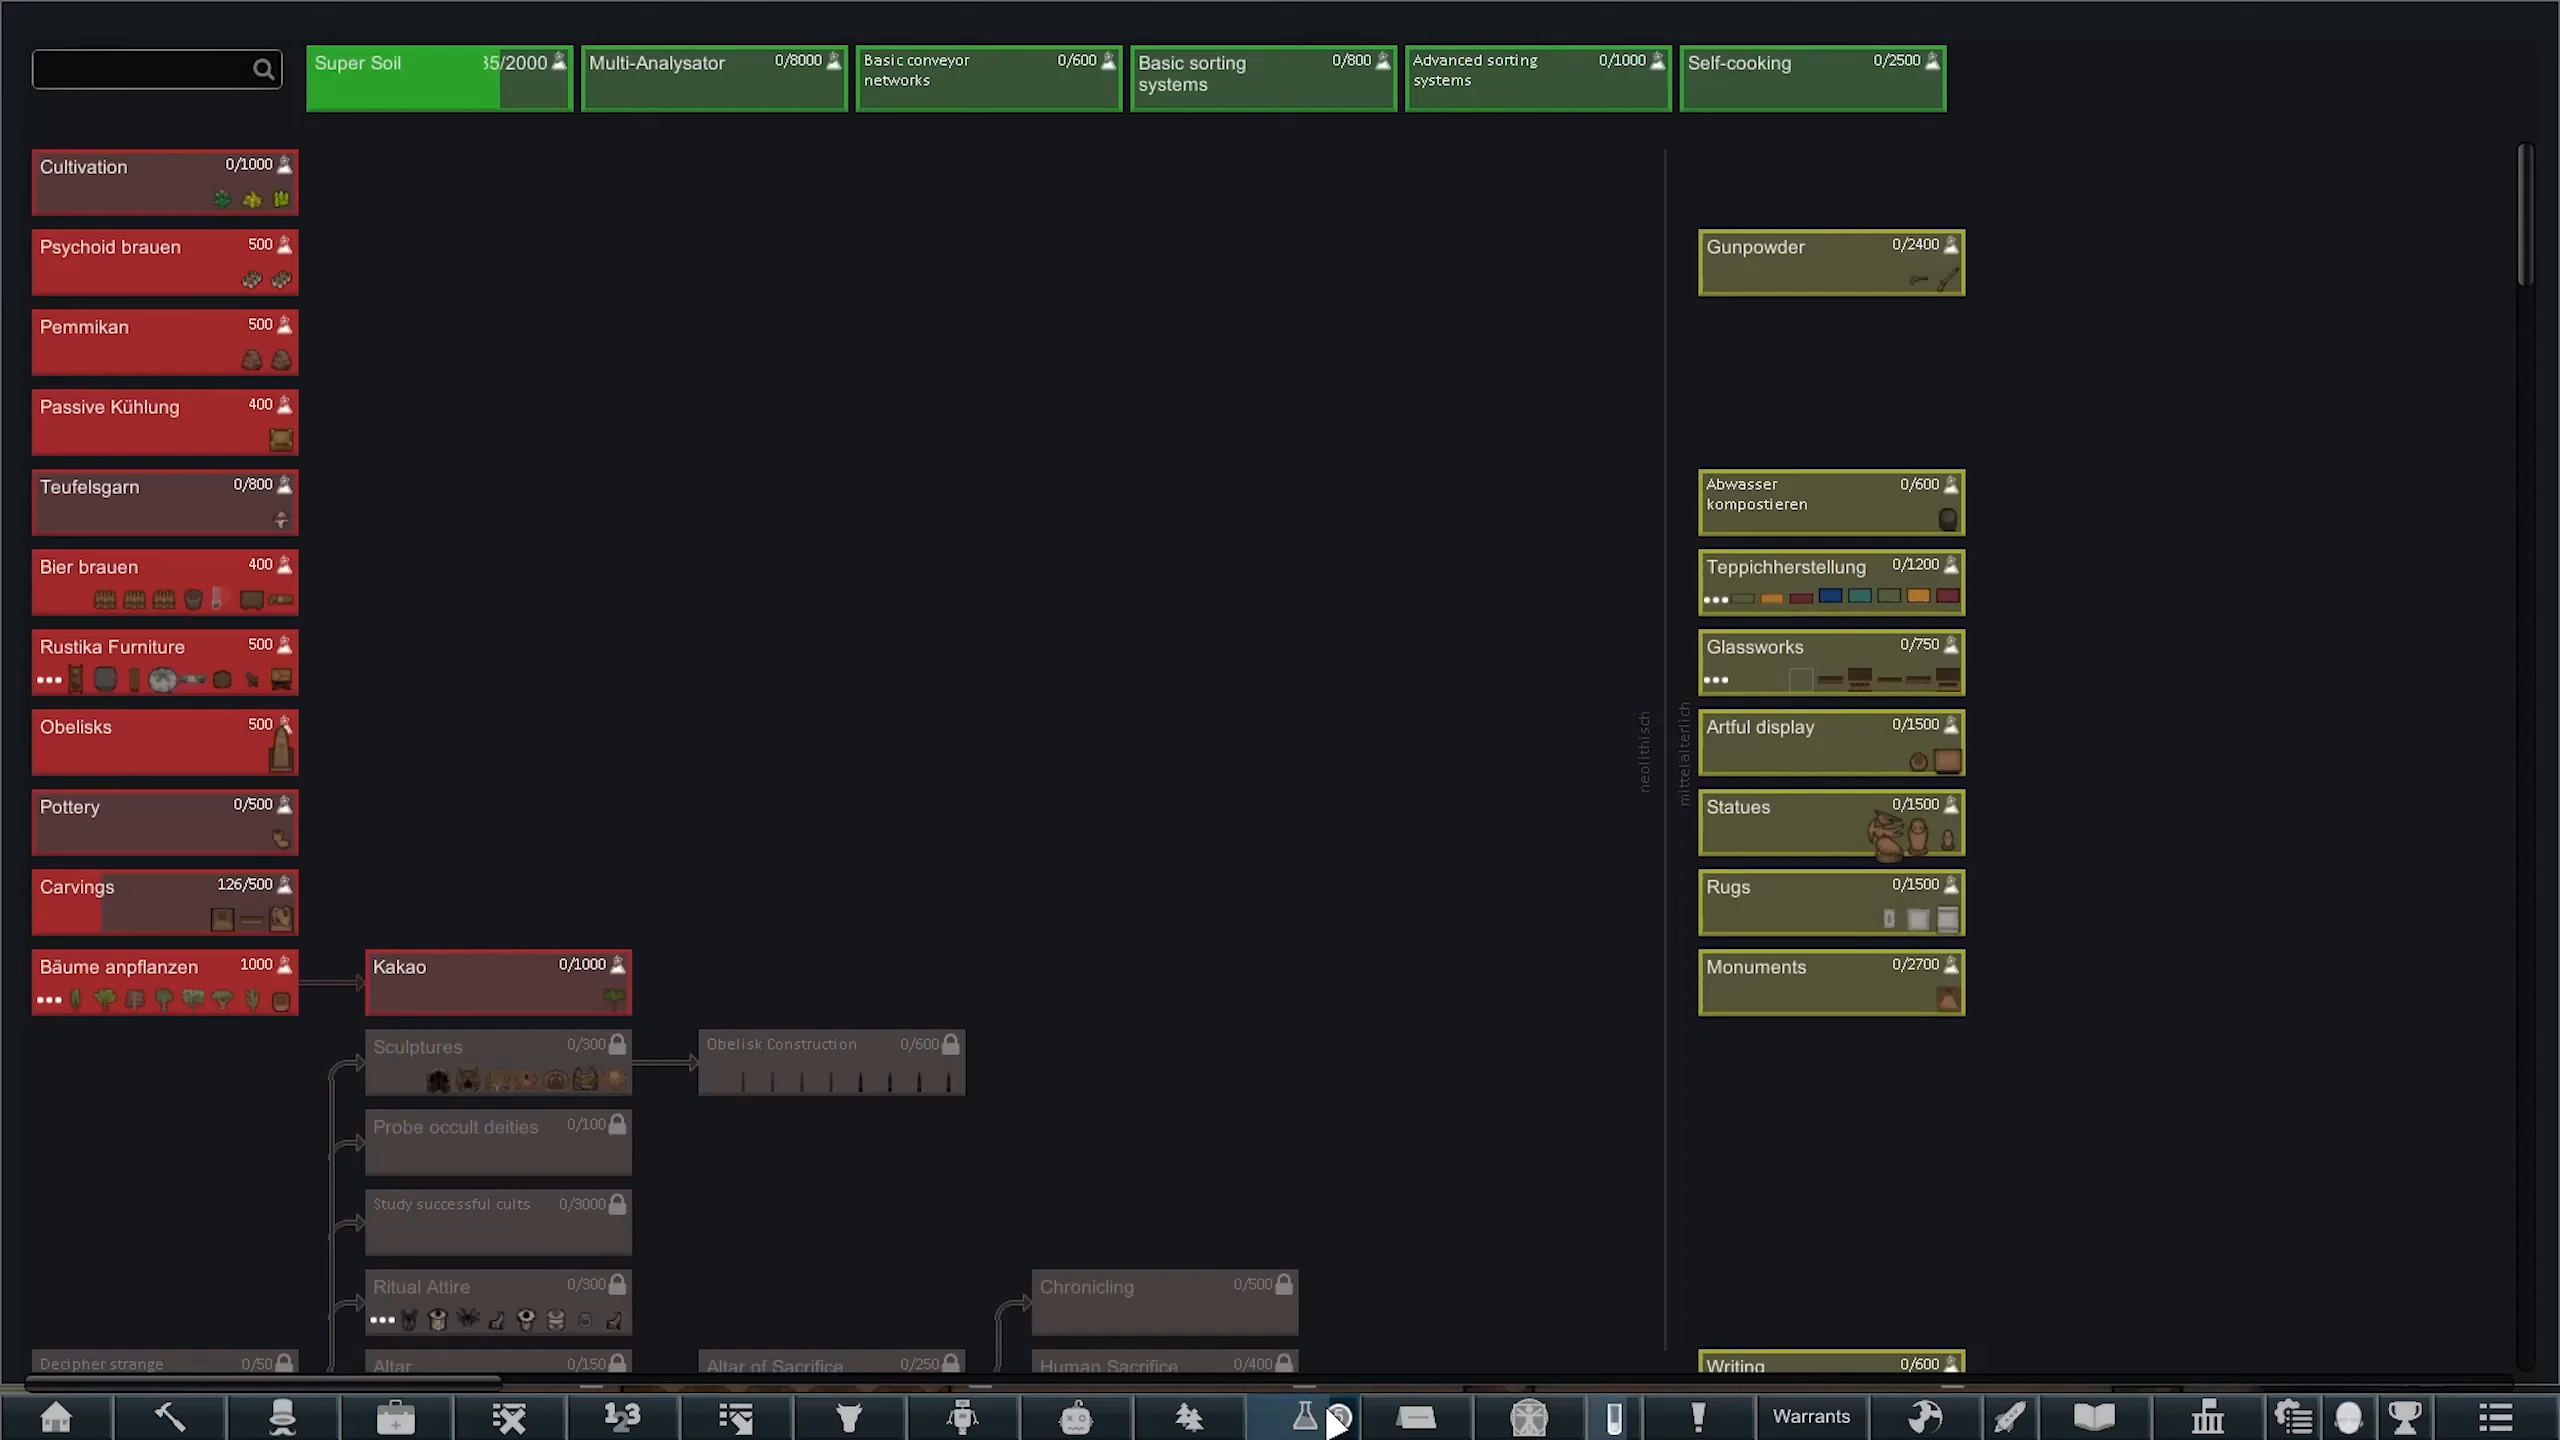 Super Soil 35/2000
Multi-Analysator 0/8000
Basic conveyor 0/600
networks
Basic sorting 0/800
systems
Advanced sorting 0/1000
systems
Self-cooking 0/2500
Cultivation 0/1000
Psychoid brauen 500
Gunpowder 0/2400
Pemmikan 500
Passive Kühlung 400
Teufelsgarn 0/800
Abwasser 0/600
kompostieren
Bier brauen 400
Teppichherstellung 0/1200
Rustika Furniture 500
Glassworks 0/750
Obelisks 500
Artful display 0/1500
neolithisch
mittelalterlich
Pottery 0/500
Statues 0/1500
Carvings 126/500
Rugs 0/1500
Bäume anpflanzen 1000
Kakao 0/1000
Monuments 0/2700
Sculptures 0/300
Obelisk Construction 0/600
Probe occult deities 0/100
Study successful cults 0/3000
Ritual Attire 0/300
Chronicling 0/500
Decipher strange 0/50
Altar 0/150
Altar of Sacrifice 0/250
Human Sacrifice 0/400
Writing 0/600
123
Warrants